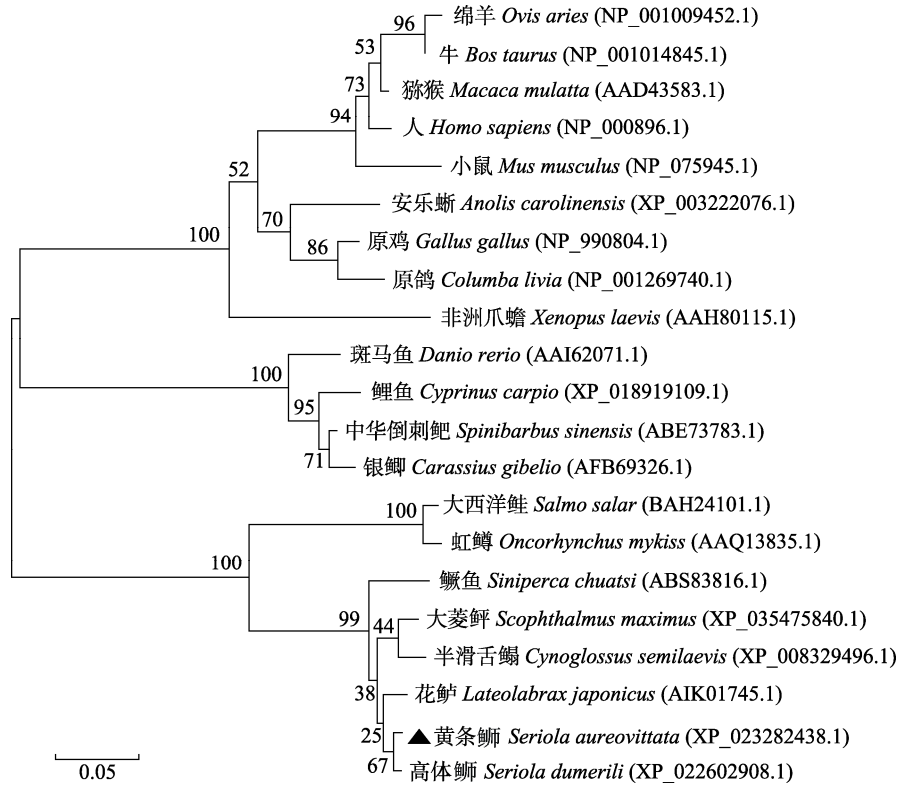 96 绵羊 Ovis aries (NP_001009452.1)
53 牛 Bos taurus (NP_001014845.1)
73 猕猴 Macaca mulatta (AAD43583.1)
94 人 Homo sapiens (NP_000896.1)
52 小鼠 Mus musculus (NP_075945.1)
安乐蜥 Anolis carolinensis (XP_003222076.1)
100 70 86 原鸡 Gallus gallus (NP_990804.1)
原鸽 Columba livia (NP_001269740.1)
非洲爪蟾 Xenopus laevis (AAH80115.1)
斑马鱼 Danio rerio (AAI62071.1)
100 鲤鱼 Cyprinus carpio (XP_018919109.1)
95 中华倒刺鲃 Spinibarbus sinensis (ABE73783.1)
71 银鲫 Carassius gibelio (AFB69326.1)
100 大西洋鲑 Salmo salar (BAH24101.1)
虹鳟 Oncorhynchus mykiss (AAQ13835.1)
100 鳜鱼 Siniperca chuatsi (ABS83816.1)
99 44 大菱鲆 Scophthalmus maximus (XP_035475840.1)
半滑舌鳎 Cynoglossus semilaevis (XP_008329496.1)
38 花鲈 Lateolabrax japonicus (AIK01745.1)
25 ▲黄条鰤 Seriola aureovittata (XP_023282438.1)
67 高体鰤 Seriola dumerili (XP_022602908.1)
0.05